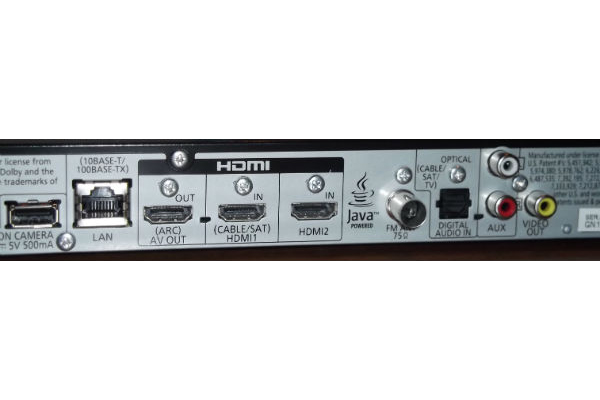 r license from
Dolby and the
e trademarks of
ON CAMERA
5V 500mA
(10BASE-T/
100BASE-TX)
LAN
HDMI
OUT
(ARC)
AV OUT
IN
(CABLE/SAT)
HDMI1
IN
HDMI2
Java™
POWERED
FM
75Ω
OPTICAL
(CABLE/
SAT/
TV)
DIGITAL
AUDIO IN
AUX
VIDEO
OUT
Manufactured under license
U.S. Patent